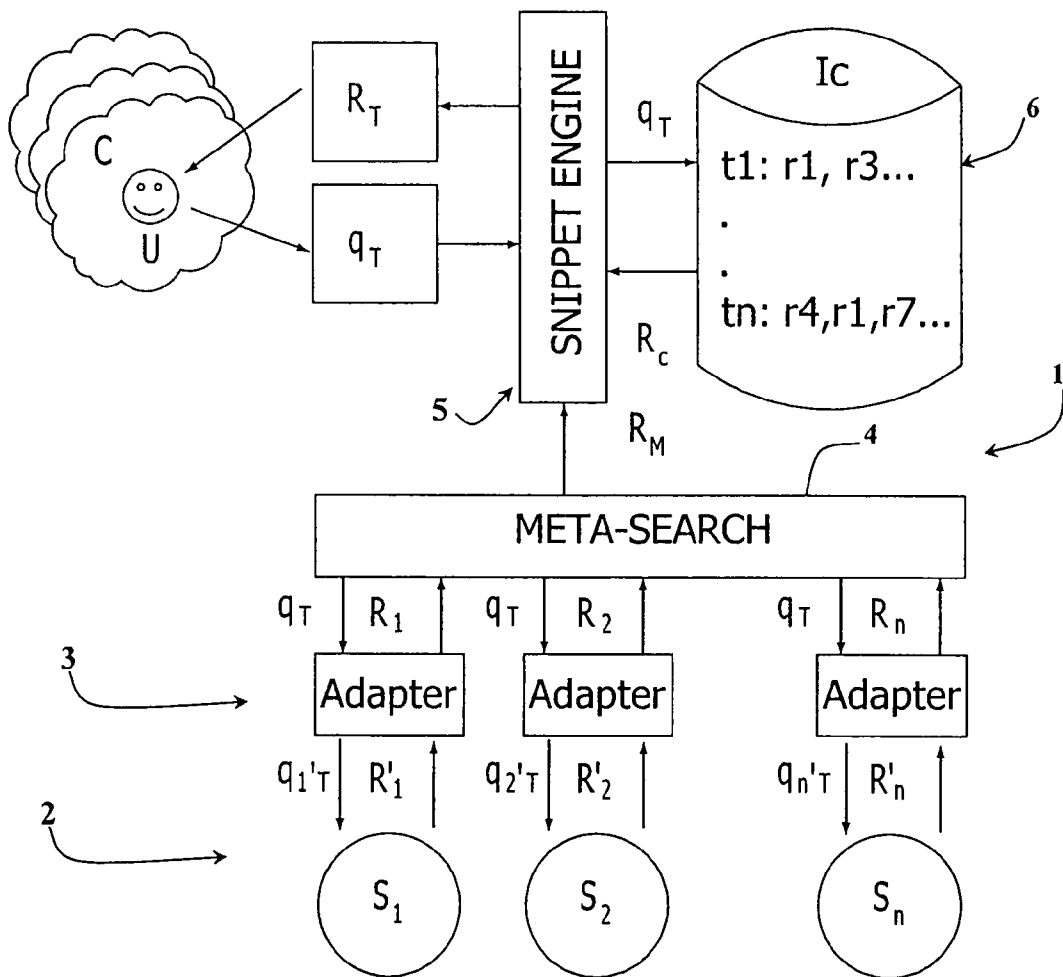 C
U
R_T
q_T
SNIPPET ENGINE
q_T
R_c
Ic
t1: r1, r3...
.
.
tn: r4,r1,r7...
6
1
5
R_M
4
META-SEARCH
q_T R_1 q_T R_2 q_T R_n
3
Adapter Adapter Adapter
q_1'_T R'_1 q_2'_T R'_2 q_n'_T R'_n
2
S_1 S_2 S_n